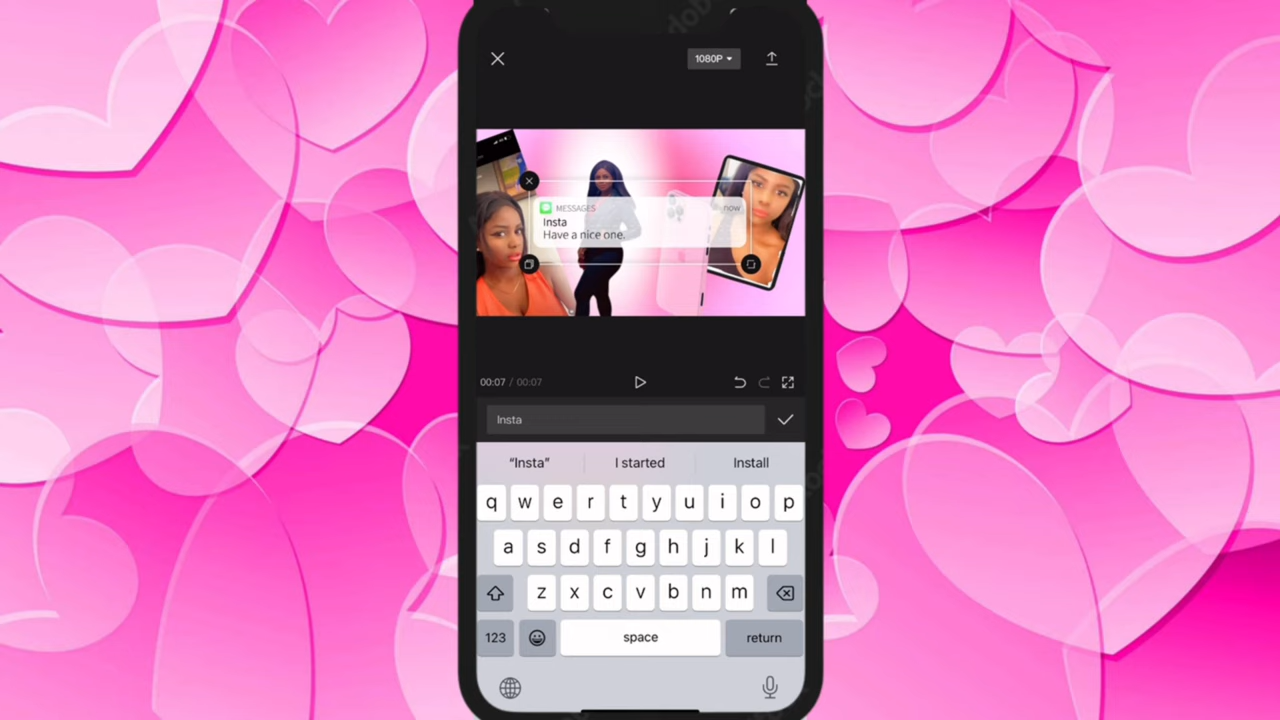 1080P
MESSAGES
now
Insta
Have a nice one.
00:07 / 00:07
Insta
“Insta” I started Install
q w e r t y u i o p
a s d f g h j k l
z x c v b n m
123 space return